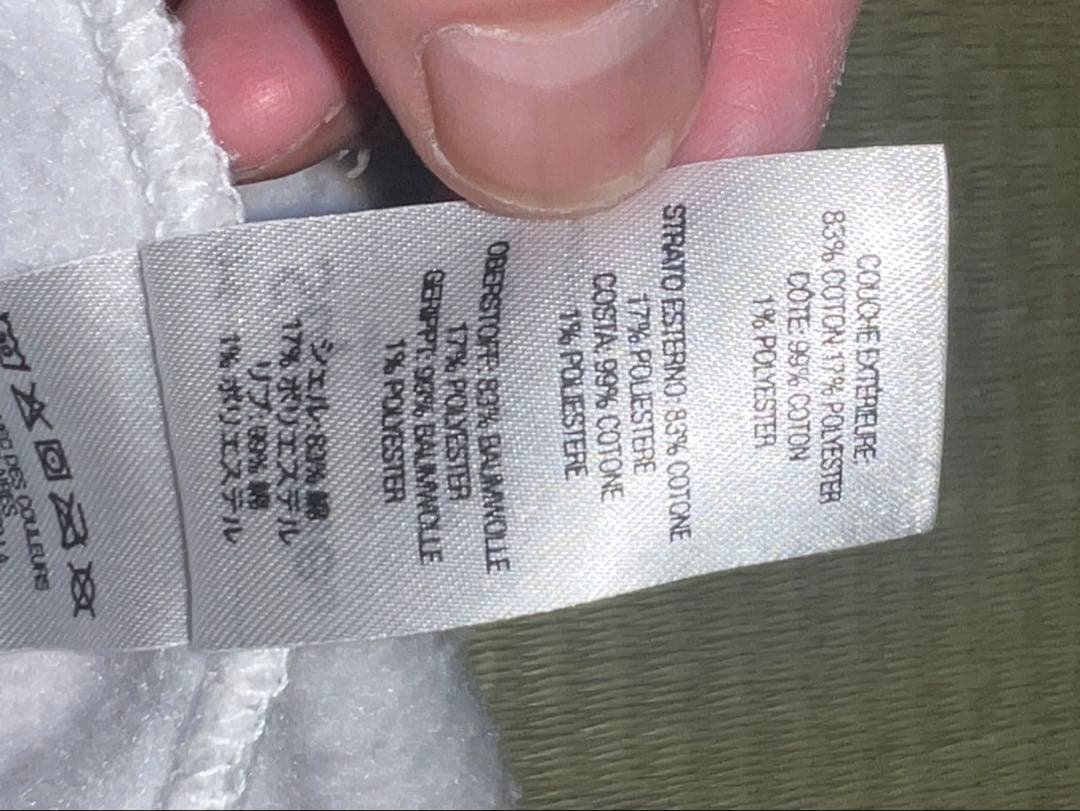 COUCHE EXTÉRIEURE
83% COTON 17% POLYESTER
CÔTE 99% COTON
1% POLYESTER
STRATO ESTERNO 83% COTONE
17% POLIESTERE
COSTA 99% COTONE
1% POLIESTERE
OBERSTOFF 83% BAUMWOLLE
17% POLYESTER
GERIPPT 99% BAUMWOLLE
1% POLYESTER
シェル 83% 綿
17% ポリエステル
リブ 99% 綿
1% ポリエステル
DES COULEURS